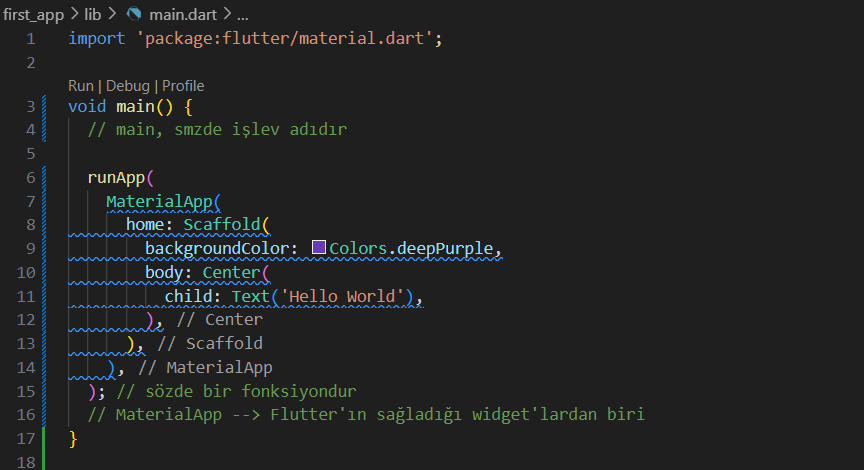 first_app > lib > main.dart > ...
1 import 'package:flutter/material.dart';
2
Run | Debug | Profile
3 void main() {
4 // main, smzde işlev adıdır
5
6 runApp(
7 MaterialApp(
8 home: Scaffold(
9 backgroundColor: Colors.deepPurple,
10 body: Center(
11 child: Text('Hello World'),
12 ), // Center
13 ), // Scaffold
14 ), // MaterialApp
15 ); // sözde bir fonksiyondur
16 // MaterialApp --> Flutter'ın sağladığı widget'lardan biri
17 }
18